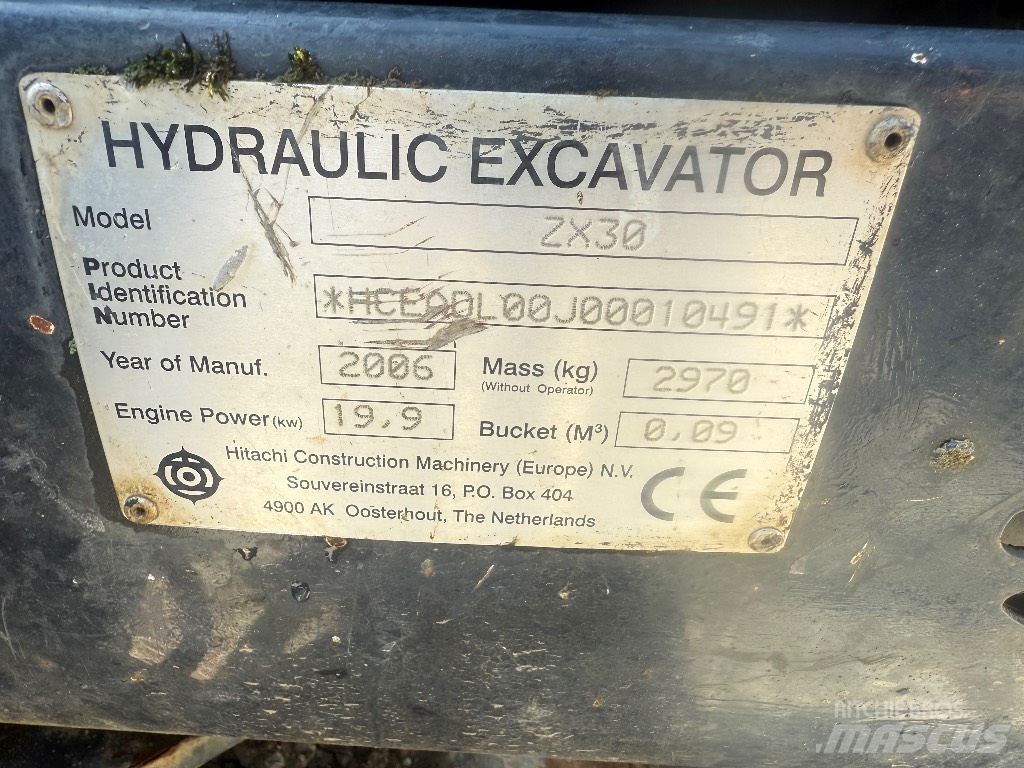 HYDRAULIC EXCAVATOR
Model ZX30
Product
Identification
Number *HCEA0L00J00010491*
Year of Manuf. 2006 Mass (kg) 2970
(Without Operator)
Engine Power (KW) 19,9 Bucket (M³) 0,09
Hitachi Construction Machinery (Europe) N.V.
Souvereinstraat 16, P.O. Box 404
4900 AK Oosterhout, The Netherlands
CE
RITCHIE BROS.
MASCUS